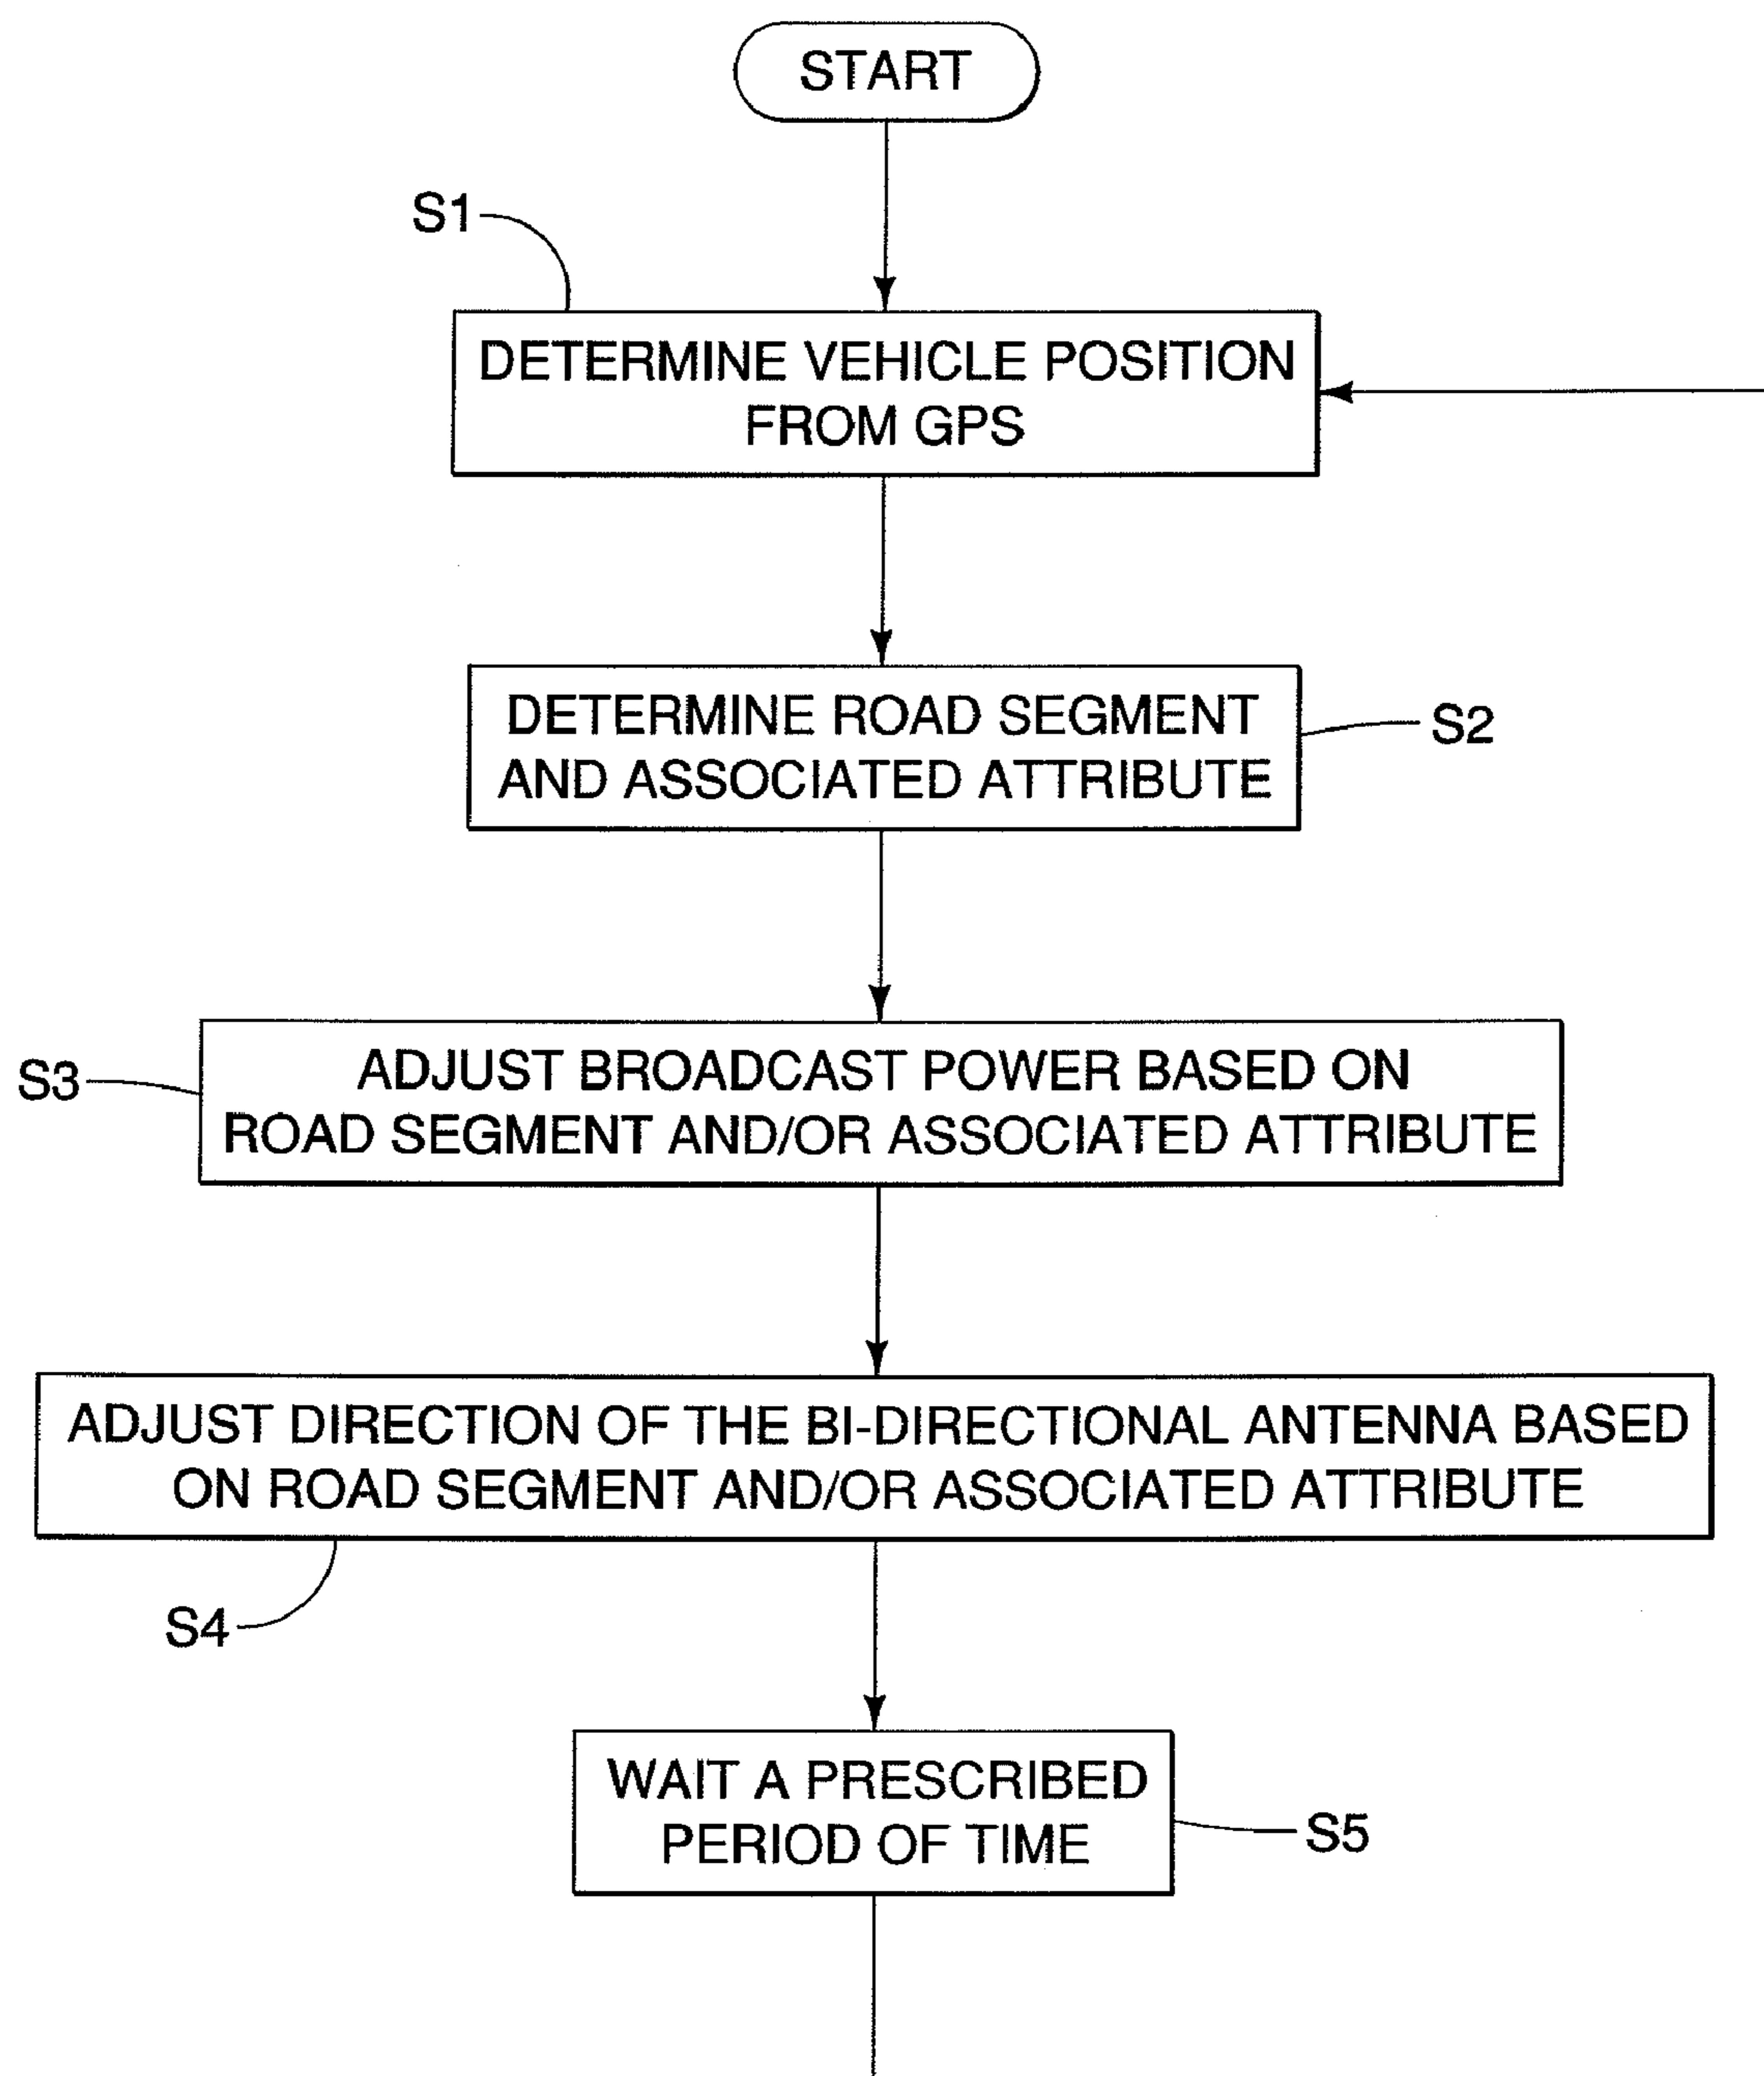 START
S1
DETERMINE VEHICLE POSITION
FROM GPS
DETERMINE ROAD SEGMENT
AND ASSOCIATED ATTRIBUTE
S2
S3
ADJUST BROADCAST POWER BASED ON
ROAD SEGMENT AND/OR ASSOCIATED ATTRIBUTE
ADJUST DIRECTION OF THE BI-DIRECTIONAL ANTENNA BASED
ON ROAD SEGMENT AND/OR ASSOCIATED ATTRIBUTE
S4
WAIT A PRESCRIBED
PERIOD OF TIME
S5